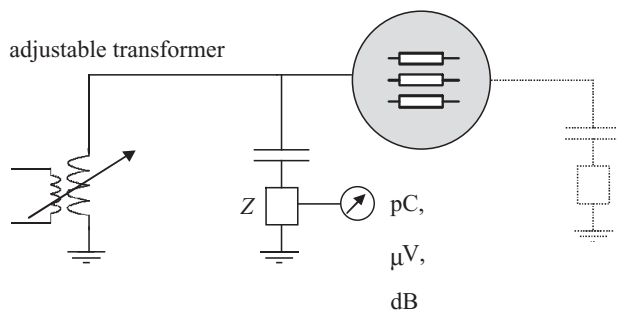 adjustable transformer
Z
pC,
μV,
dB